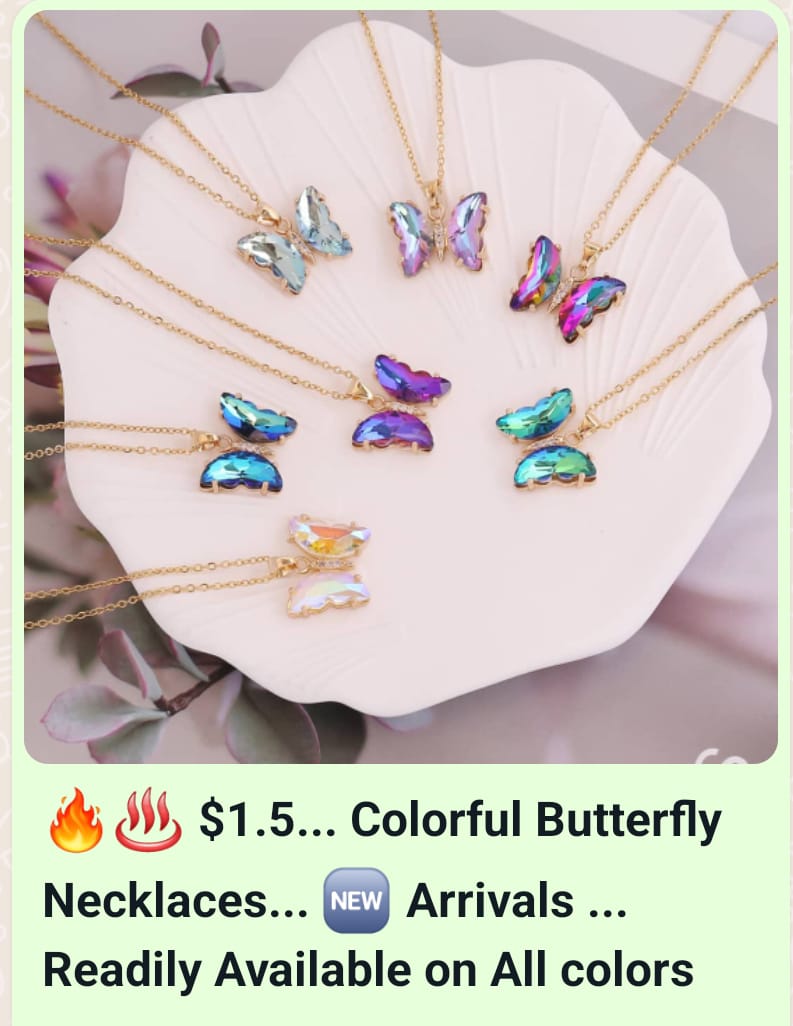 🔥♨️ $1.5... Colorful Butterfly
Necklaces... 🆕 Arrivals ...
Readily Available on All colors